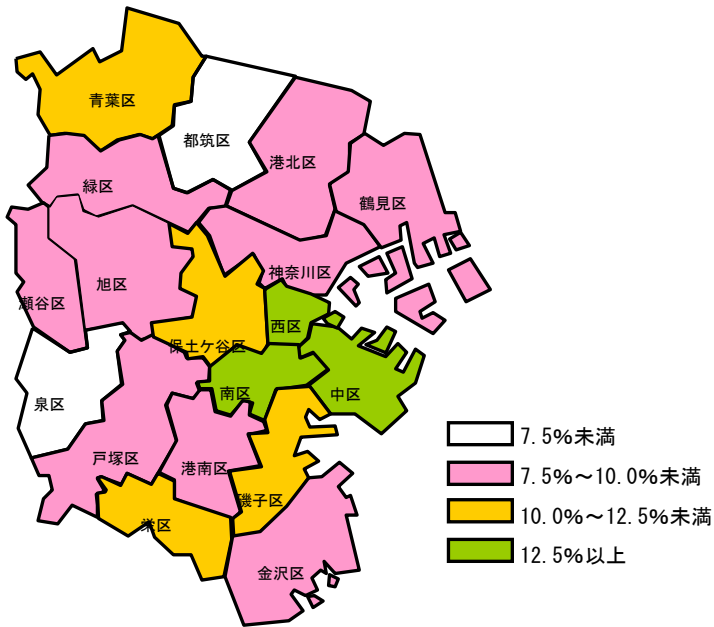 青葉区
都筑区
港北区
緑区
鶴見区
神奈川区
旭区
瀬谷区
西区
保土ケ谷区
南区
中区
泉区
戸塚区
港南区
磯子区
栄区
金沢区
7.5%未満
7.5%～10.0%未満
10.0%～12.5%未満
12.5%以上